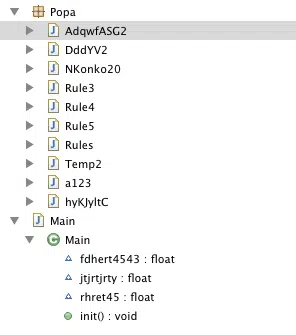 Popa
AdqwfASG2
DddYV2
NKonko20
Rule3
Rule4
Rule5
Rules
Temp2
a123
hyKJyltC
Main
Main
fdhert4543 : float
jtjrtjrty : float
rhret45 : float
init() : void